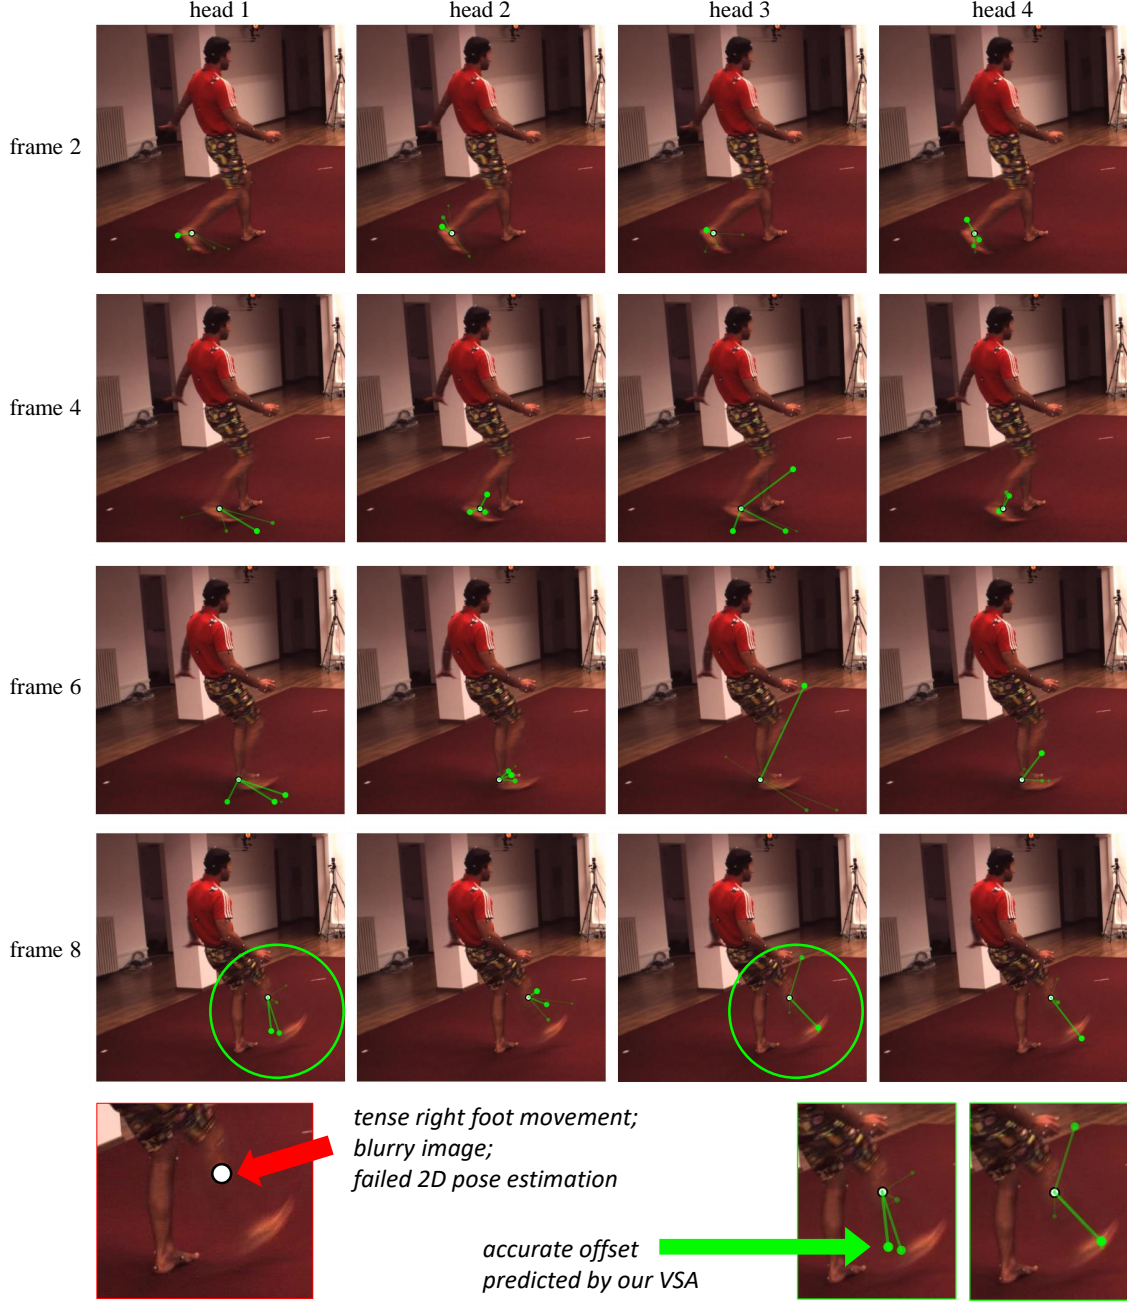 head 1
head 2
head 3
head 4
frame 2
frame 4
frame 6
frame 8
tense right foot movement;
blurry image;
failed 2D pose estimation
accurate offset
predicted by our VSA